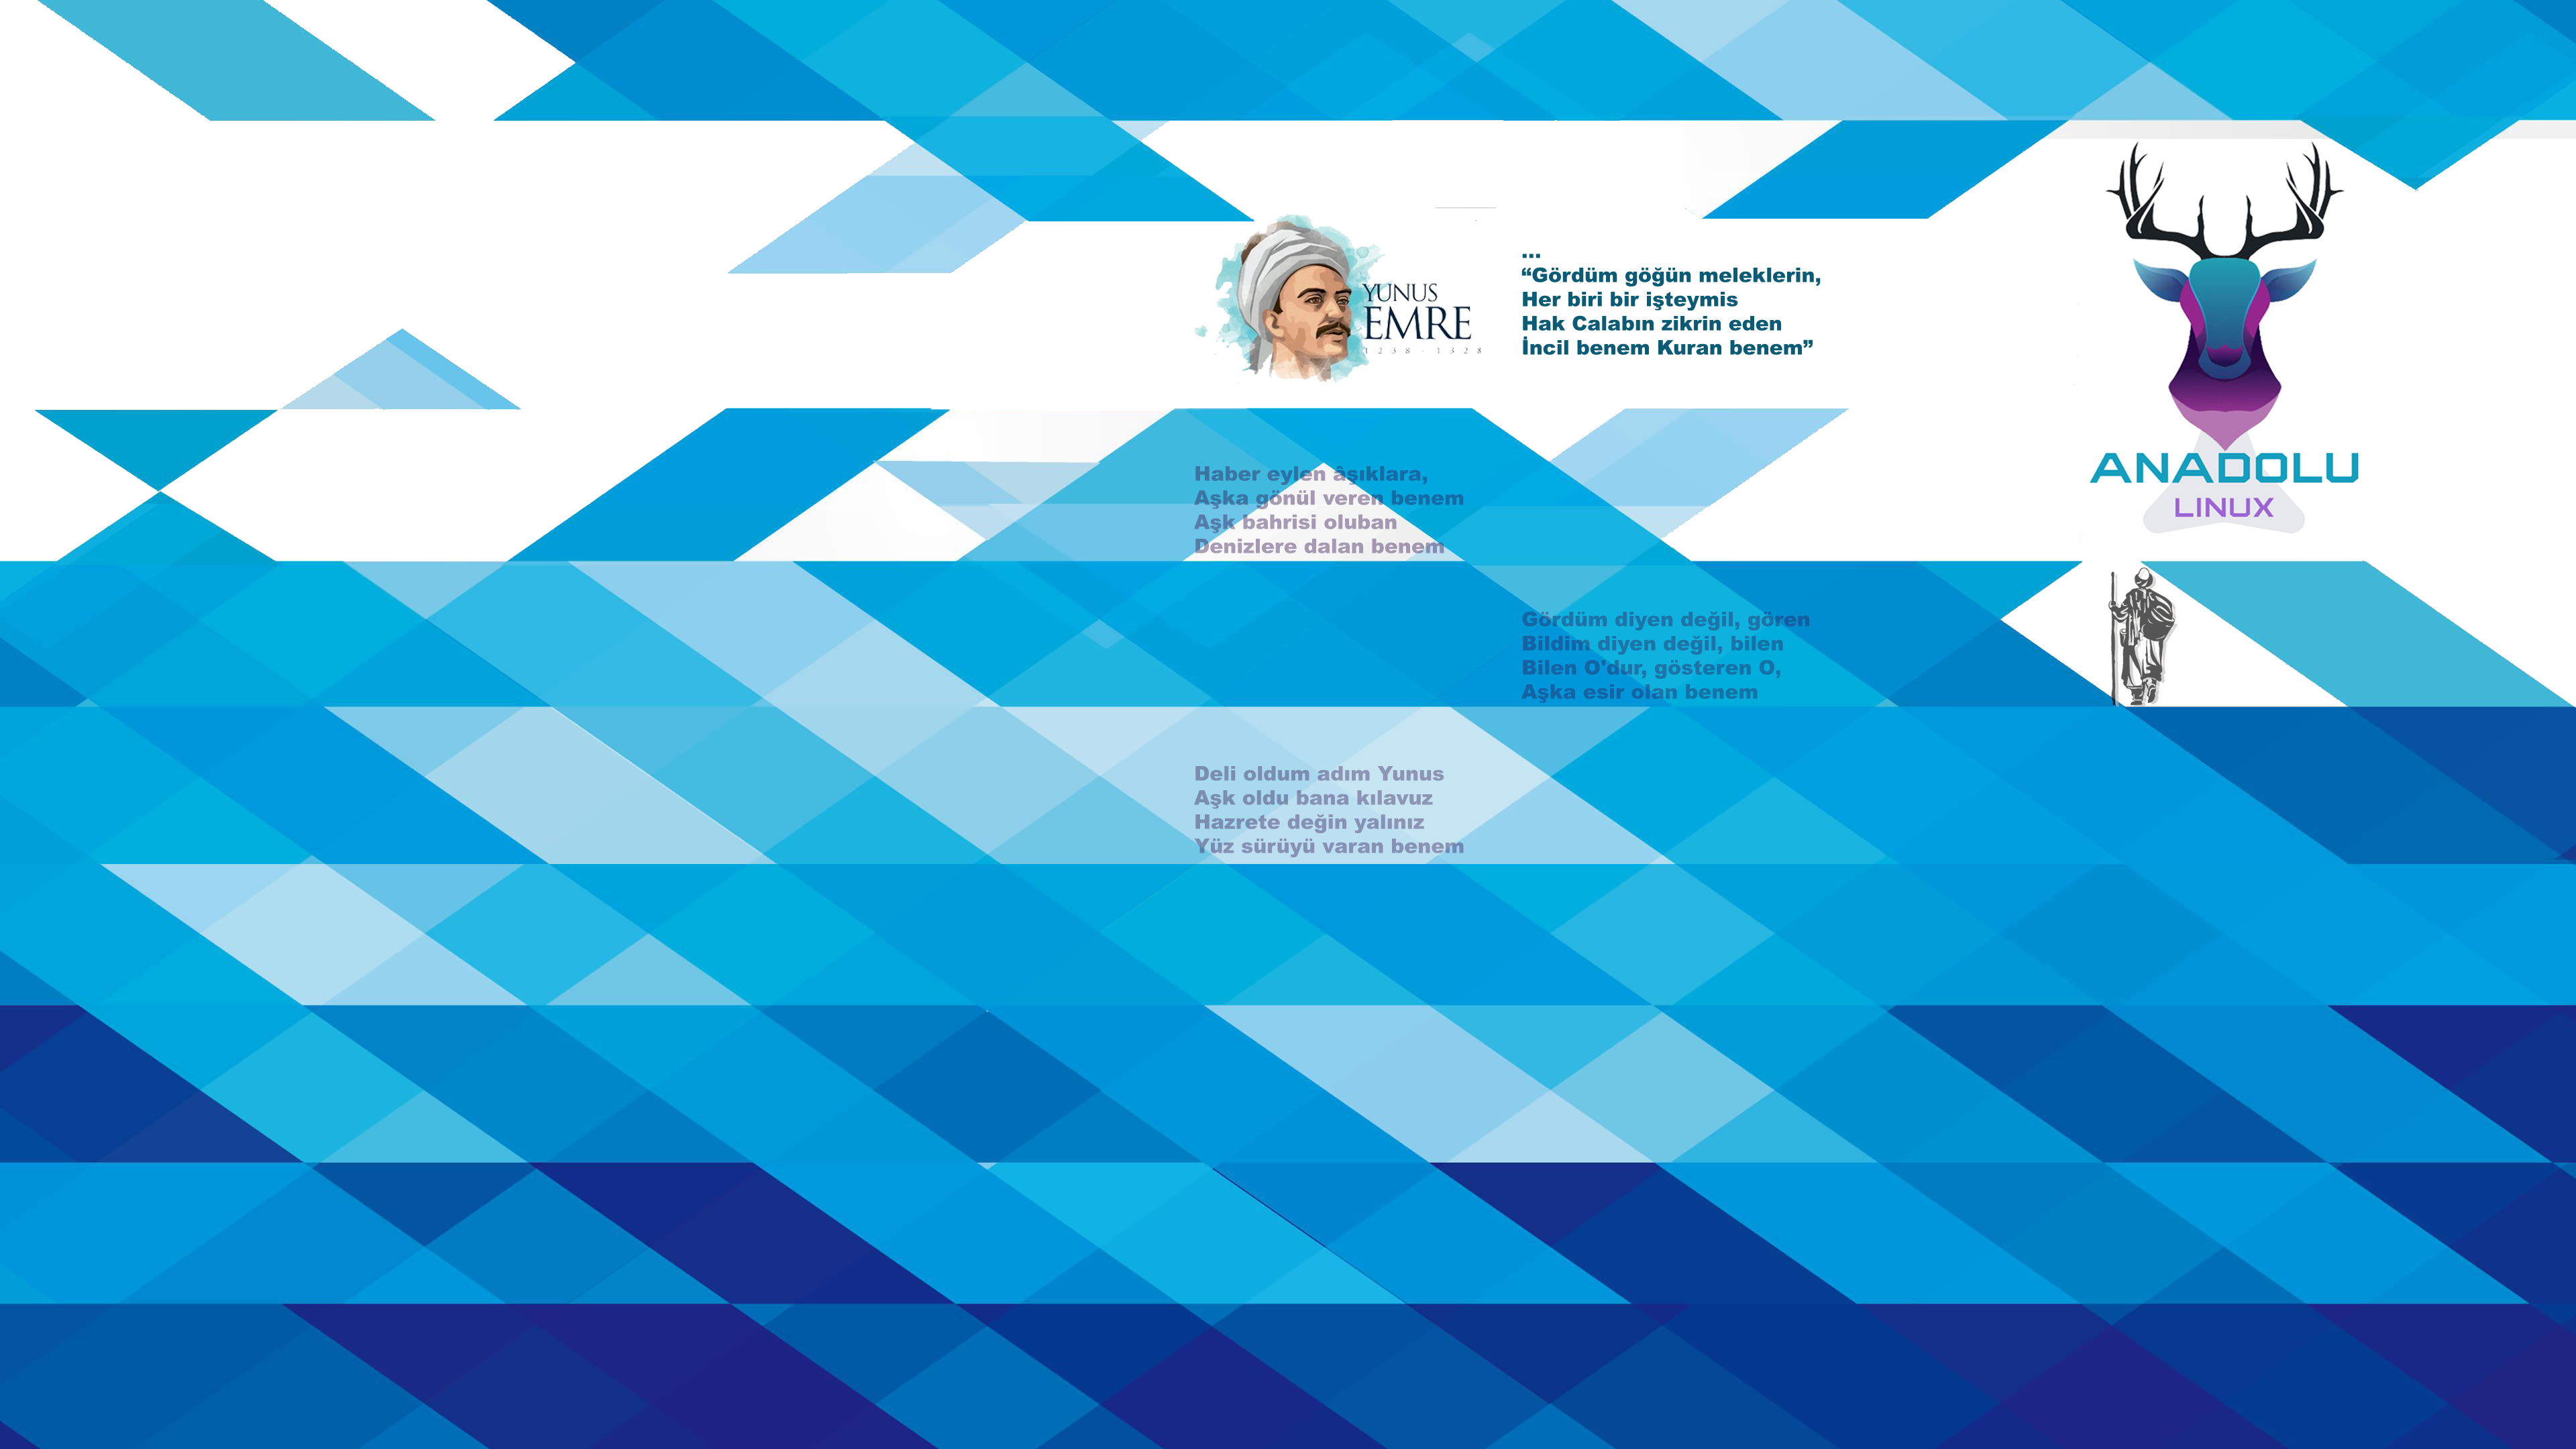 YUNUS
EMRE
1238 - 1328
...
“Gördüm göğün meleklerin,
Her biri bir işteymis
Hak Calabın zikrin eden
İncil benem Kuran benem”
ANADOLU
LINUX
Haber eylen âşıklara,
Aşka gönül veren benem
Aşk bahrisi oluban
Denizlere dalan benem
Gördüm diyen değil, gören
Bildim diyen değil, bilen
Bilen O'dur, gösteren O,
Aşka esir olan benem
Deli oldum adım Yunus
Aşk oldu bana kılavuz
Hazrete değin yalınız
Yüz sürüyü varan benem